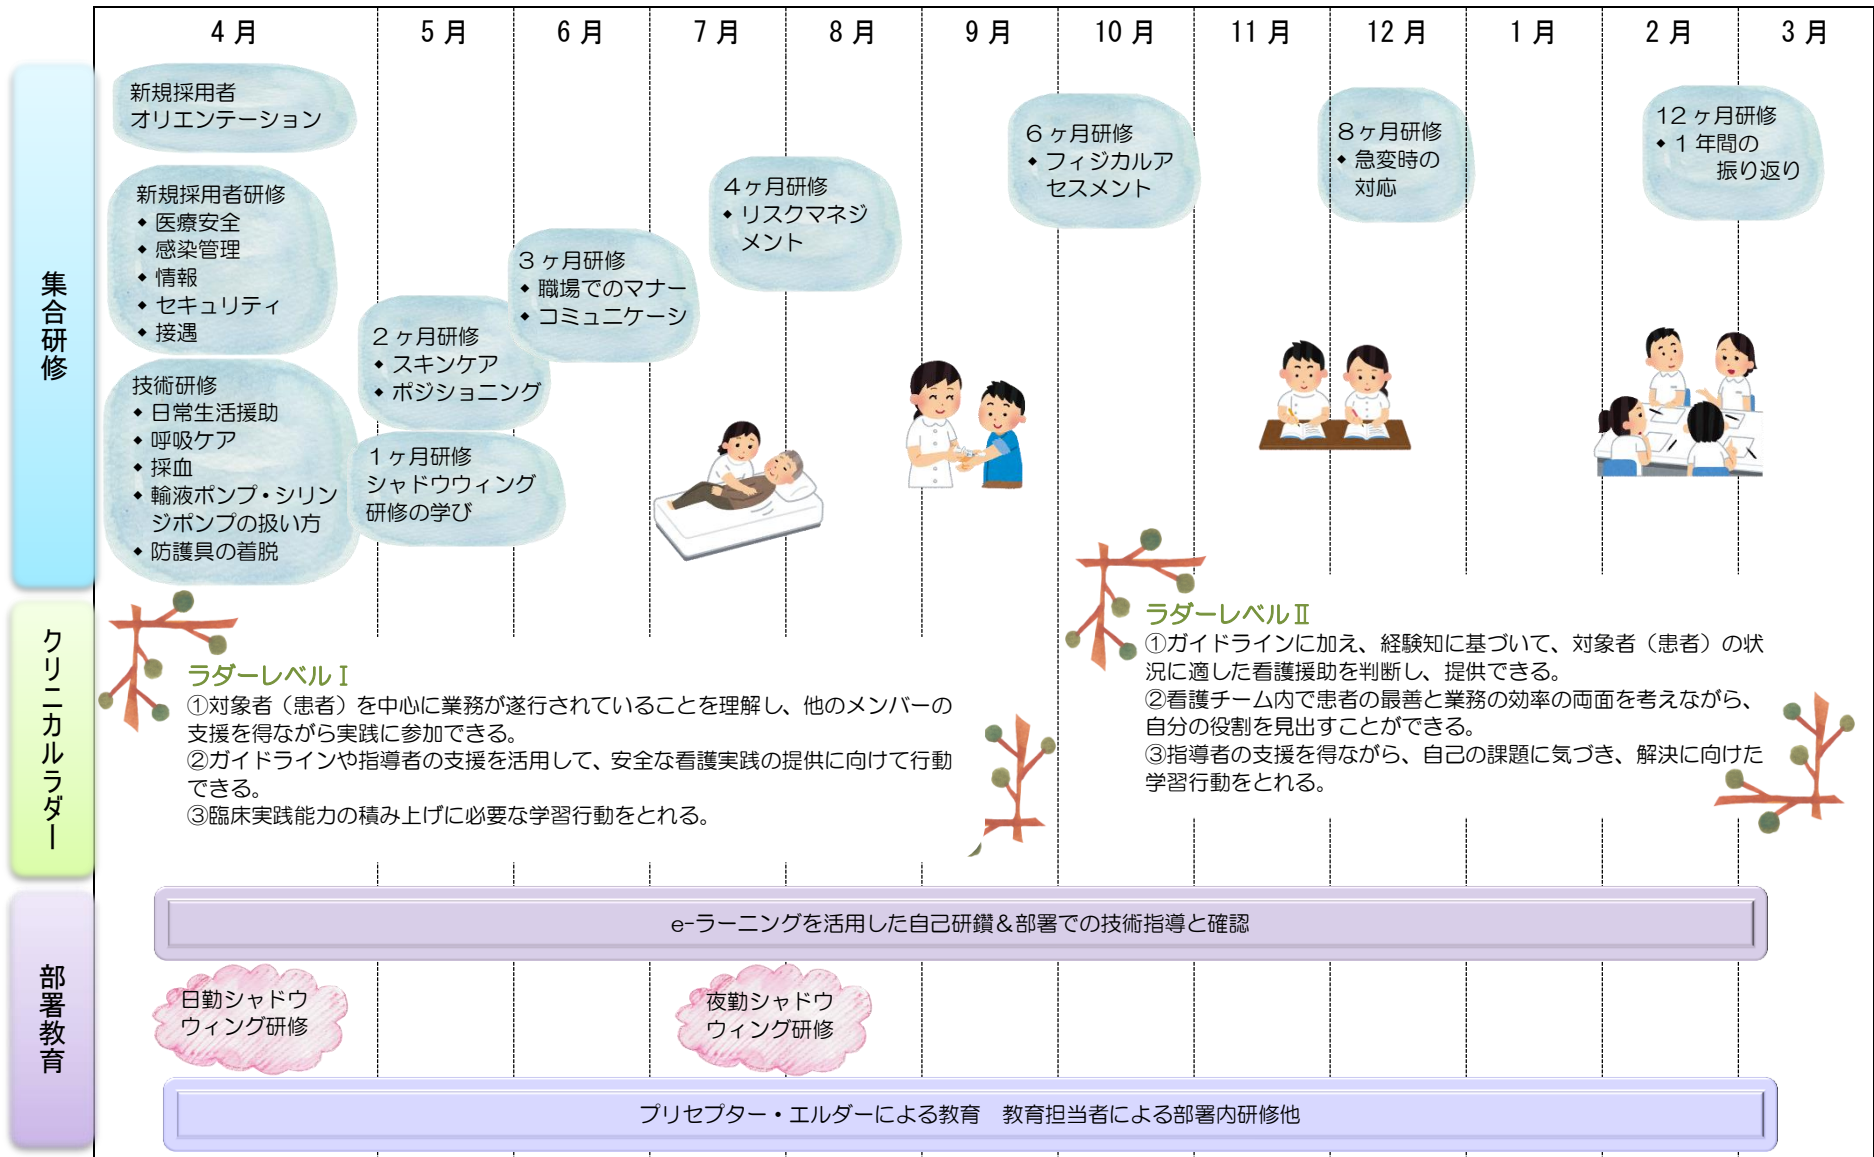 4月
5月
6月
7月
8月
9月
10月
11月
12月
1月
2月
3月
集合研修
新規採用者
オリエンテーション
新規採用者研修
◆ 医療安全
◆ 感染管理
◆ 情報
◆ セキュリティ
◆ 接遇
技術研修
◆ 日常生活援助
◆ 呼吸ケア
◆ 採血
◆ 輸液ポンプ・シリン
ジポンプの扱い方
◆ 防護具の着脱
2ヶ月研修
◆ スキンケア
◆ ポジショニング
1ヶ月研修
シャドウウィング
研修の学び
3ヶ月研修
◆ 職場でのマナー
◆ コミュニケーシ
4ヶ月研修
◆ リスクマネジ
メント
6ヶ月研修
◆ フィジカルア
セスメント
8ヶ月研修
◆ 急変時の
対応
12ヶ月研修
◆ 1年間の
振り返り
クリニカルラダー
ラダーレベルⅠ
①対象者（患者）を中心に業務が遂行されていることを理解し、他のメンバーの
支援を得ながら実践に参加できる。
②ガイドラインや指導者の支援を活用して、安全な看護実践の提供に向けて行動
できる。
③臨床実践能力の積み上げに必要な学習行動をとれる。
ラダーレベルⅡ
①ガイドラインに加え、経験知に基づいて、対象者（患者）の状
況に適した看護援助を判断し、提供できる。
②看護チーム内で患者の最善と業務の効率の両面を考えながら、
自分の役割を見出すことができる。
③指導者の支援を得ながら、自己の課題に気づき、解決に向けた
学習行動をとれる。
部署教育
e-ラーニングを活用した自己研鑽＆部署での技術指導と確認
日勤シャドウ
ウィング研修
夜勤シャドウ
ウィング研修
プリセプター・エルダーによる教育　教育担当者による部署内研修他